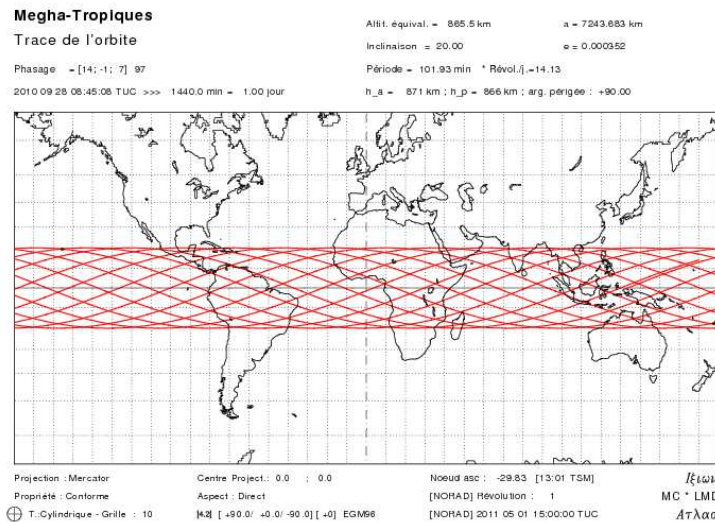 Megha-Tropiques
Trace de l'orbite
Phasage = [14; -1; 7] 97
2010 09 28 08:45:08 TUC >>> 1440.0 min = 1.00 jour
Altit. équival. = 865.5 km a = 7243.683 km
Inclinaison = 20.00 e = 0.000352
Période = 101.93 min * Révol./j.=14.13
h_a = 871 km ; h_p = 866 km ; arg. périgée : +90.00
Projection : Mercator
Propriété : Conforme
T.:Cylindrique - Grille : 10
Centre Project.: 0.0 ; 0.0
Aspect : Direct
[4.2] [ +90.0/ +0.0/ -90.0] [ +0] EGM96
Noeud asc : -29.83 [13:01 TSM]
[NORAD] Révolution : 1
[NORAD] 2011 05 01 15:00:00 TUC
Ιξιων
MC * LMD
Ατλας